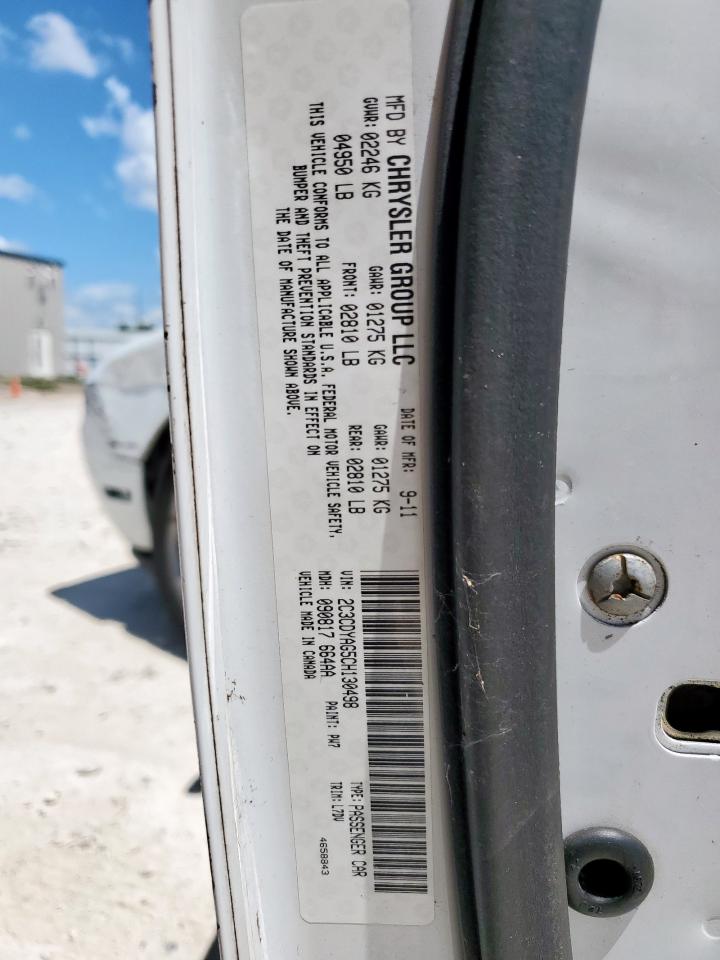 MFD BY CHRYSLER GROUP LLC DATE OF MFR: 9-11
GVWR: 02246 KG GAWR: 01275 KG GAWR: 01275 KG
04950 LB FRONT: 02810 LB REAR: 02810 LB
THIS VEHICLE CONFORMS TO ALL APPLICABLE U.S.A. FEDERAL MOTOR VEHICLE SAFETY,
BUMPER AND THEFT PREVENTION STANDARDS IN EFFECT ON
THE DATE OF MANUFACTURE SHOWN ABOVE.
VIN: 2C3CDYAG5CH130498 TYPE: PASSENGER CAR
MDH: 090817 664AA PAINT: PW7 TRIM: L7DV
VEHICLE MADE IN CANADA 4658843